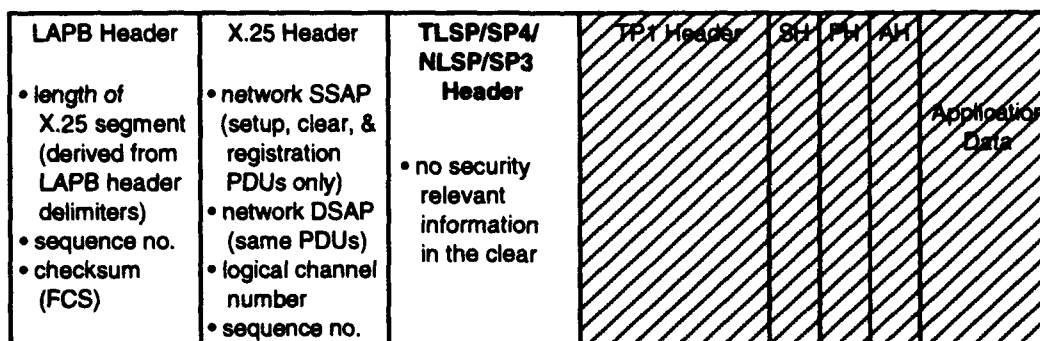 LAPB Header
• length of
X.25 segment
(derived from
LAPB header
delimiters)
• sequence no.
• checksum
(FCS)
X.25 Header
• network SSAP
(setup, clear, &
registration
PDUs only)
• network DSAP
(same PDUs)
• logical channel
number
• sequence no.
TLSP/SP4/
NLSP/SP3
Header
• no security
relevant
information
in the clear
TP1 Header
SH
PH
AH
Application
Data